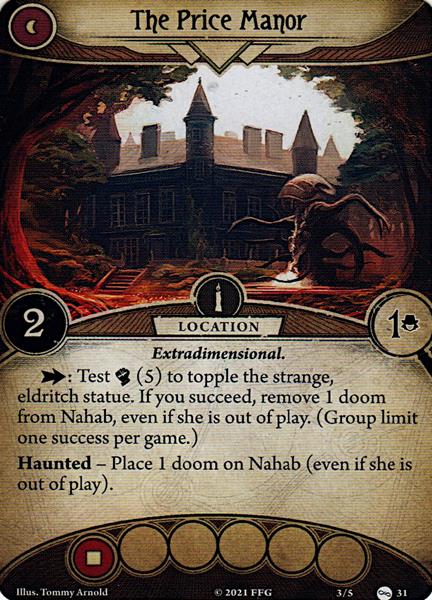 The Price Manor
2
LOCATION
1
Extradimensional.
: Test (5) to topple the strange,
eldritch statue. If you succeed, remove 1 doom
from Nahab, even if she is out of play. (Group limit
one success per game.)
Haunted – Place 1 doom on Nahab (even if she is
out of play).
Illus. Tommy Arnold © 2021 FFG 3/5 31